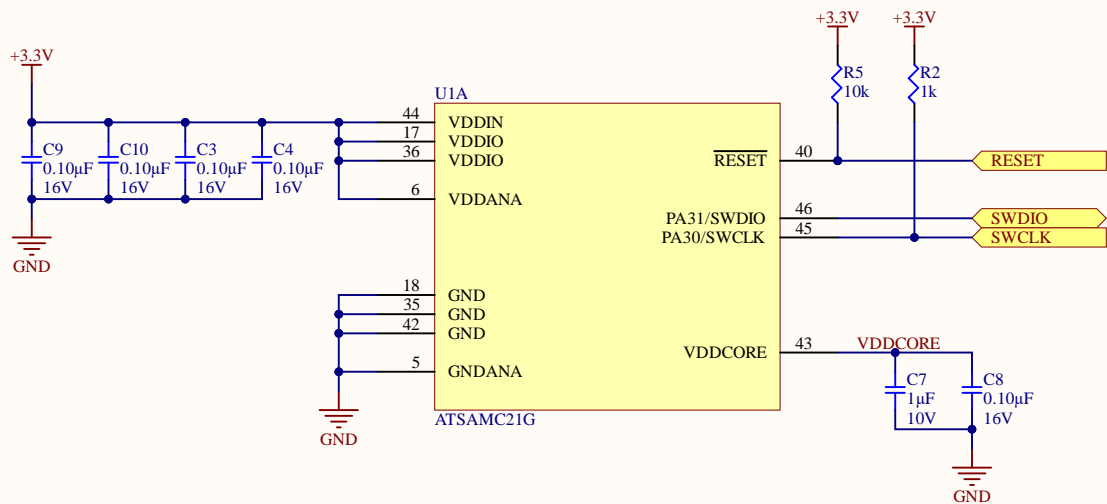 +3.3V
+3.3V
+3.3V
R5
10k
R2
1k
U1A
C9
0.10µF
16V
C10
0.10µF
16V
C3
0.10µF
16V
C4
0.10µF
16V
GND
44 VDDIN
17 VDDIO
36 VDDIO
6 VDDANA
18 GND
35 GND
42 GND
5 GNDANA
GND
RESET 40
RESET
PA31/SWDIO 46
SWDIO
PA30/SWCLK 45
SWCLK
VDDCORE 43
VDDCORE
C7
1µF
10V
C8
0.10µF
16V
GND
ATSAMC21G